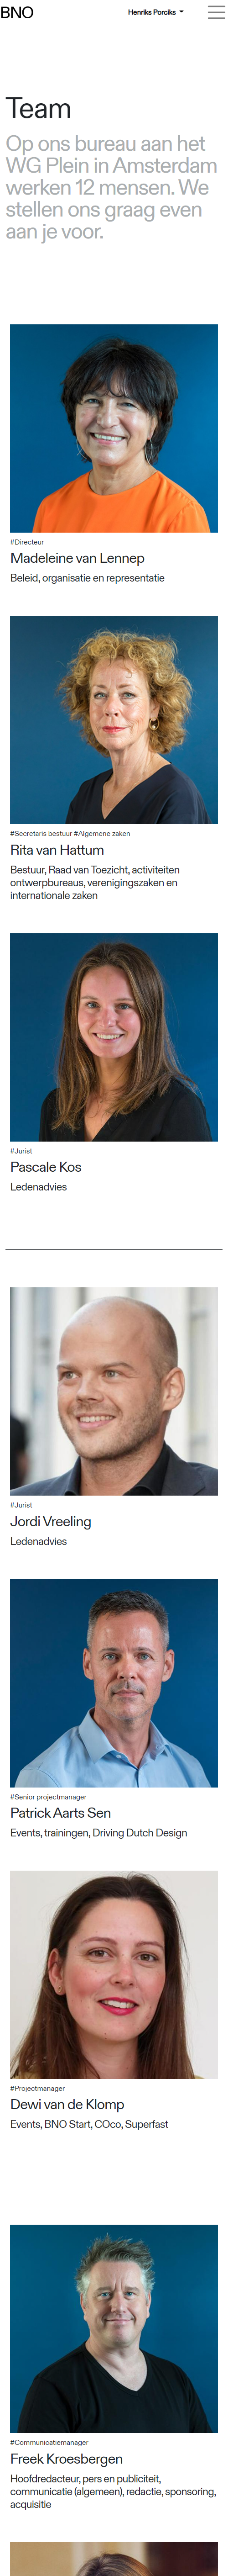 BNO
Henriks Porciks
Team
Op ons bureau aan het
WG Plein in Amsterdam
werken 12 mensen. We
stellen ons graag even
aan je voor.
#Directeur
Madeleine van Lennep
Beleid, organisatie en representatie
#Secretaris bestuur #Algemene zaken
Rita van Hattum
Bestuur, Raad van Toezicht, activiteiten
ontwerpbureaus, verenigingszaken en
internationale zaken
#Jurist
Pascale Kos
Ledenadvies
#Jurist
Jordi Vreeling
Ledenadvies
#Senior projectmanager
Patrick Aarts Sen
Events, trainingen, Driving Dutch Design
#Projectmanager
Dewi van de Klomp
Events, BNO Start, COco, Superfast
#Communicatiemanager
Freek Kroesbergen
Hoofdredacteur, pers en publiciteit,
communicatie (algemeen), redactie, sponsoring,
acquisitie